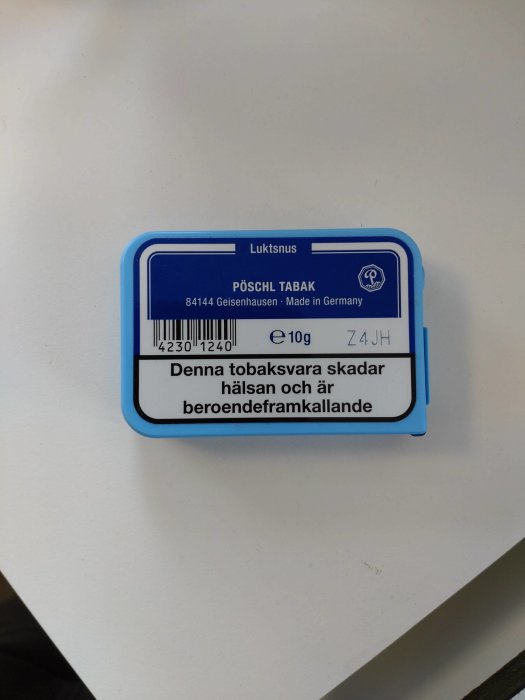 Luktsnus
PÖSCHL TABAK
84144 Geisenhausen · Made in Germany
4230 1240
℮ 10g
Z4JH
Denna tobaksvara skadar
hälsan och är
beroendeframkallande